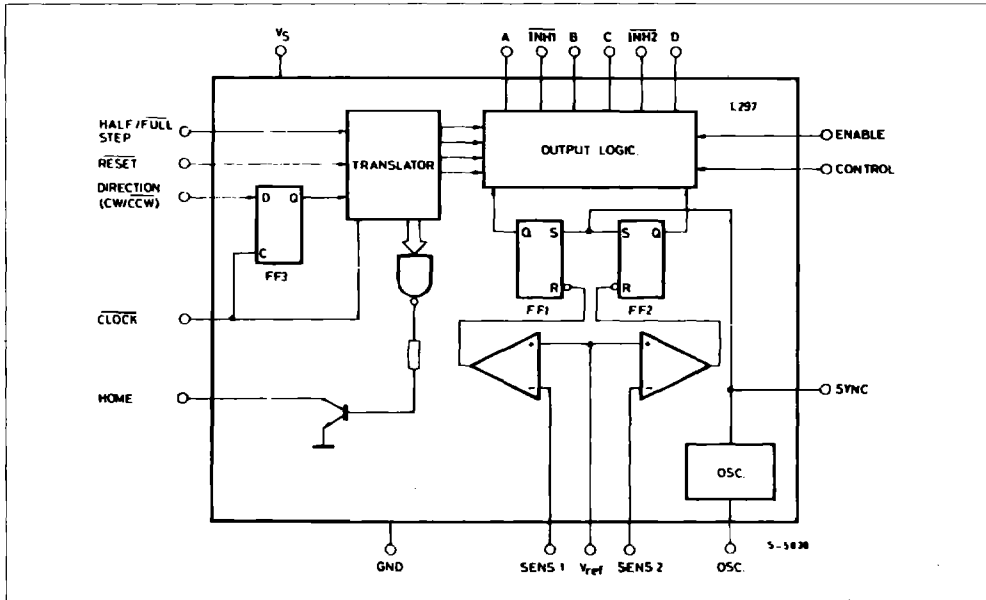 VS
A
INH1
B
C
INH2
D
L297
HALF/FULL
STEP
RESET
DIRECTION
(CW/CCW)
CLOCK
HOME
TRANSLATOR
OUTPUT LOGIC.
ENABLE
CONTROL
D Q
C
FF3
Q S
R
FF1
S Q
R
FF2
+
-
+
-
SYNC
OSC.
GND
SENS 1
Vref
SENS 2
OSC.
S-5838